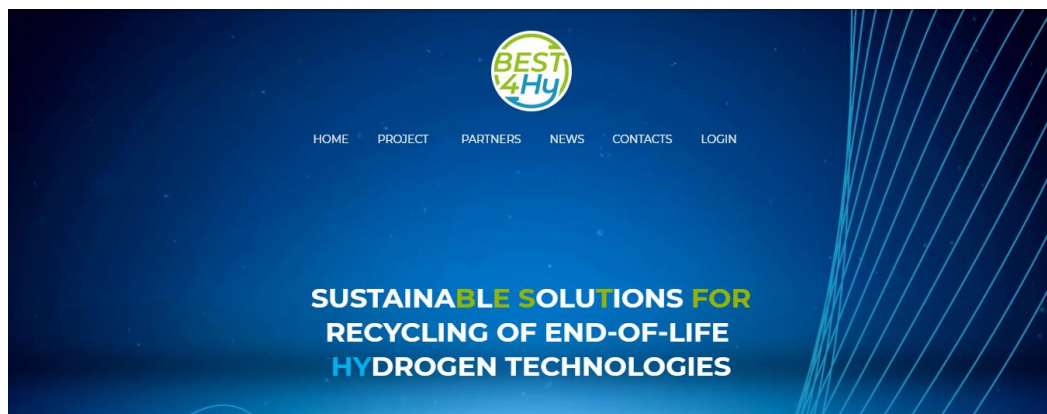 BEST
4Hy
HOME PROJECT PARTNERS NEWS CONTACTS LOGIN
SUSTAINABLE SOLUTIONS FOR
RECYCLING OF END-OF-LIFE
HYDROGEN TECHNOLOGIES